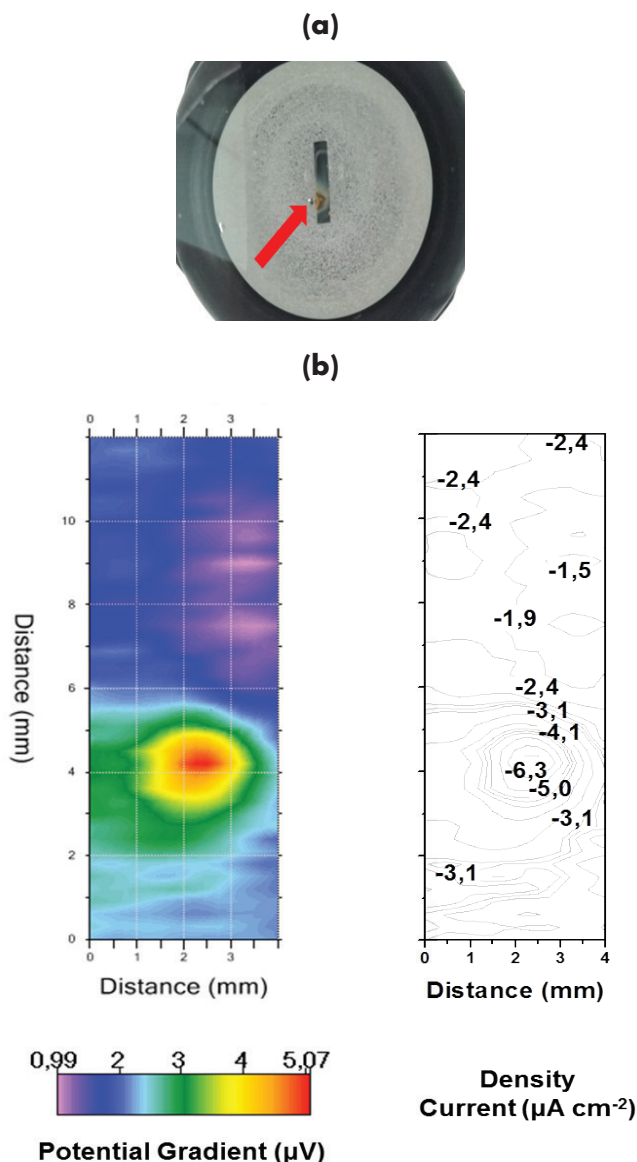 (a)
(b)
0 1 2 3
10
8
6
4
2
0
Distance (mm)
0 1 2 3
Distance (mm)
-2,4
-2,4
-2,4
-1,5
-1,9
-2,4
-3,1
-4,1
-6,3
-5,0
-3,1
-3,1
0 1 2 3 4
Distance (mm)
0,99 2 3 4 5,07
Potential Gradient (µV)
Density
Current (µA cm-2)